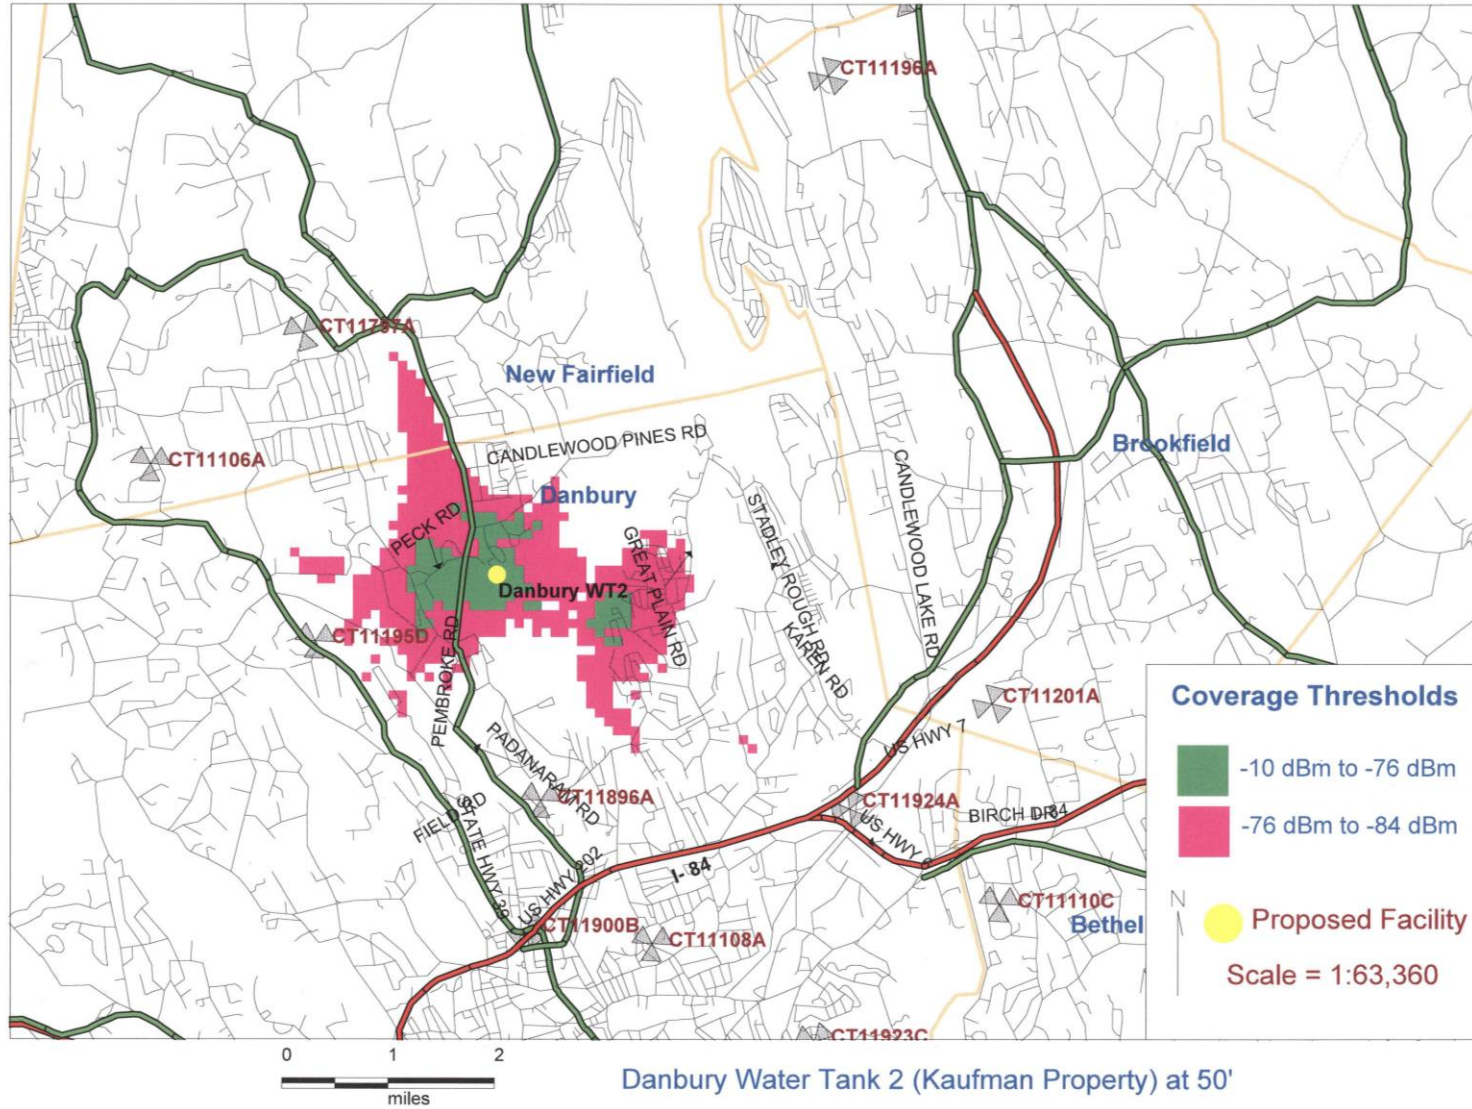 CT11196A
CT11797A
New Fairfield
CANDLEWOOD PINES RD
Brookfield
CT11106A
Danbury
PECK RD
STADLEY ROUGH RD
CANDLEWOOD LAKE RD
GREAT PLAIN RD
Danbury WT2
CT11195D
KAREN RD
PEMBROKE RD
CT11201A
US HWY 7
PADANARAM RD
CT11896A
CT11924A
FIELD RD
STATE HWY 39
US HWY 6
BIRCH DR
I-84
US HWY 202
I-84
CT11900B
CT11108A
CT11110C
Bethel
CT11923C
Coverage Thresholds
-10 dBm to -76 dBm
-76 dBm to -84 dBm
N
Proposed Facility
Scale = 1:63,360
0 1 2
miles
Danbury Water Tank 2 (Kaufman Property) at 50'